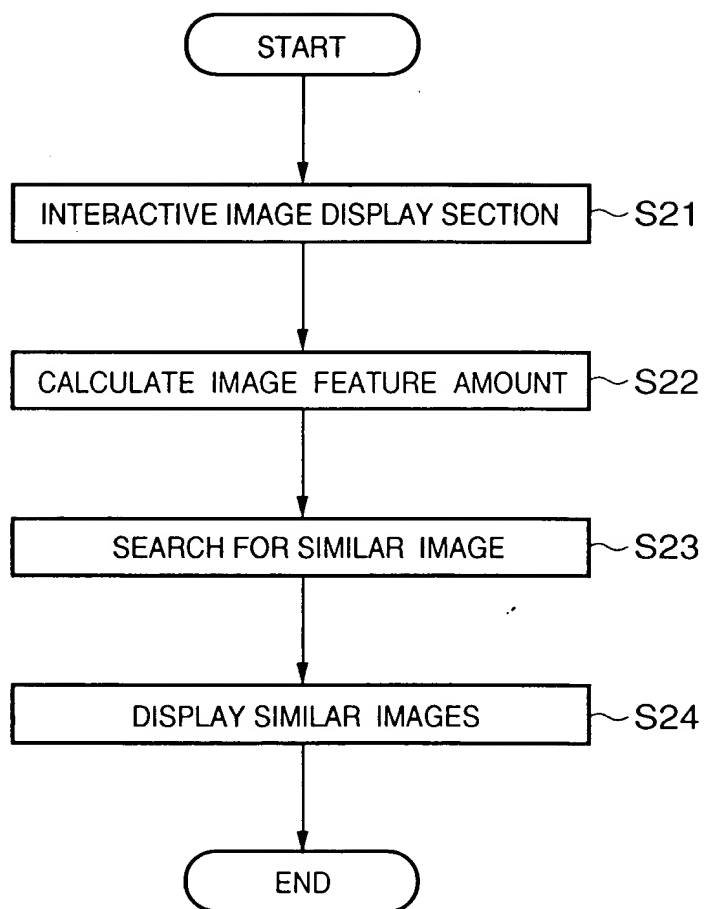 START
INTERACTIVE IMAGE DISPLAY SECTION S21
CALCULATE IMAGE FEATURE AMOUNT S22
SEARCH FOR SIMILAR IMAGE S23
DISPLAY SIMILAR IMAGES S24
END